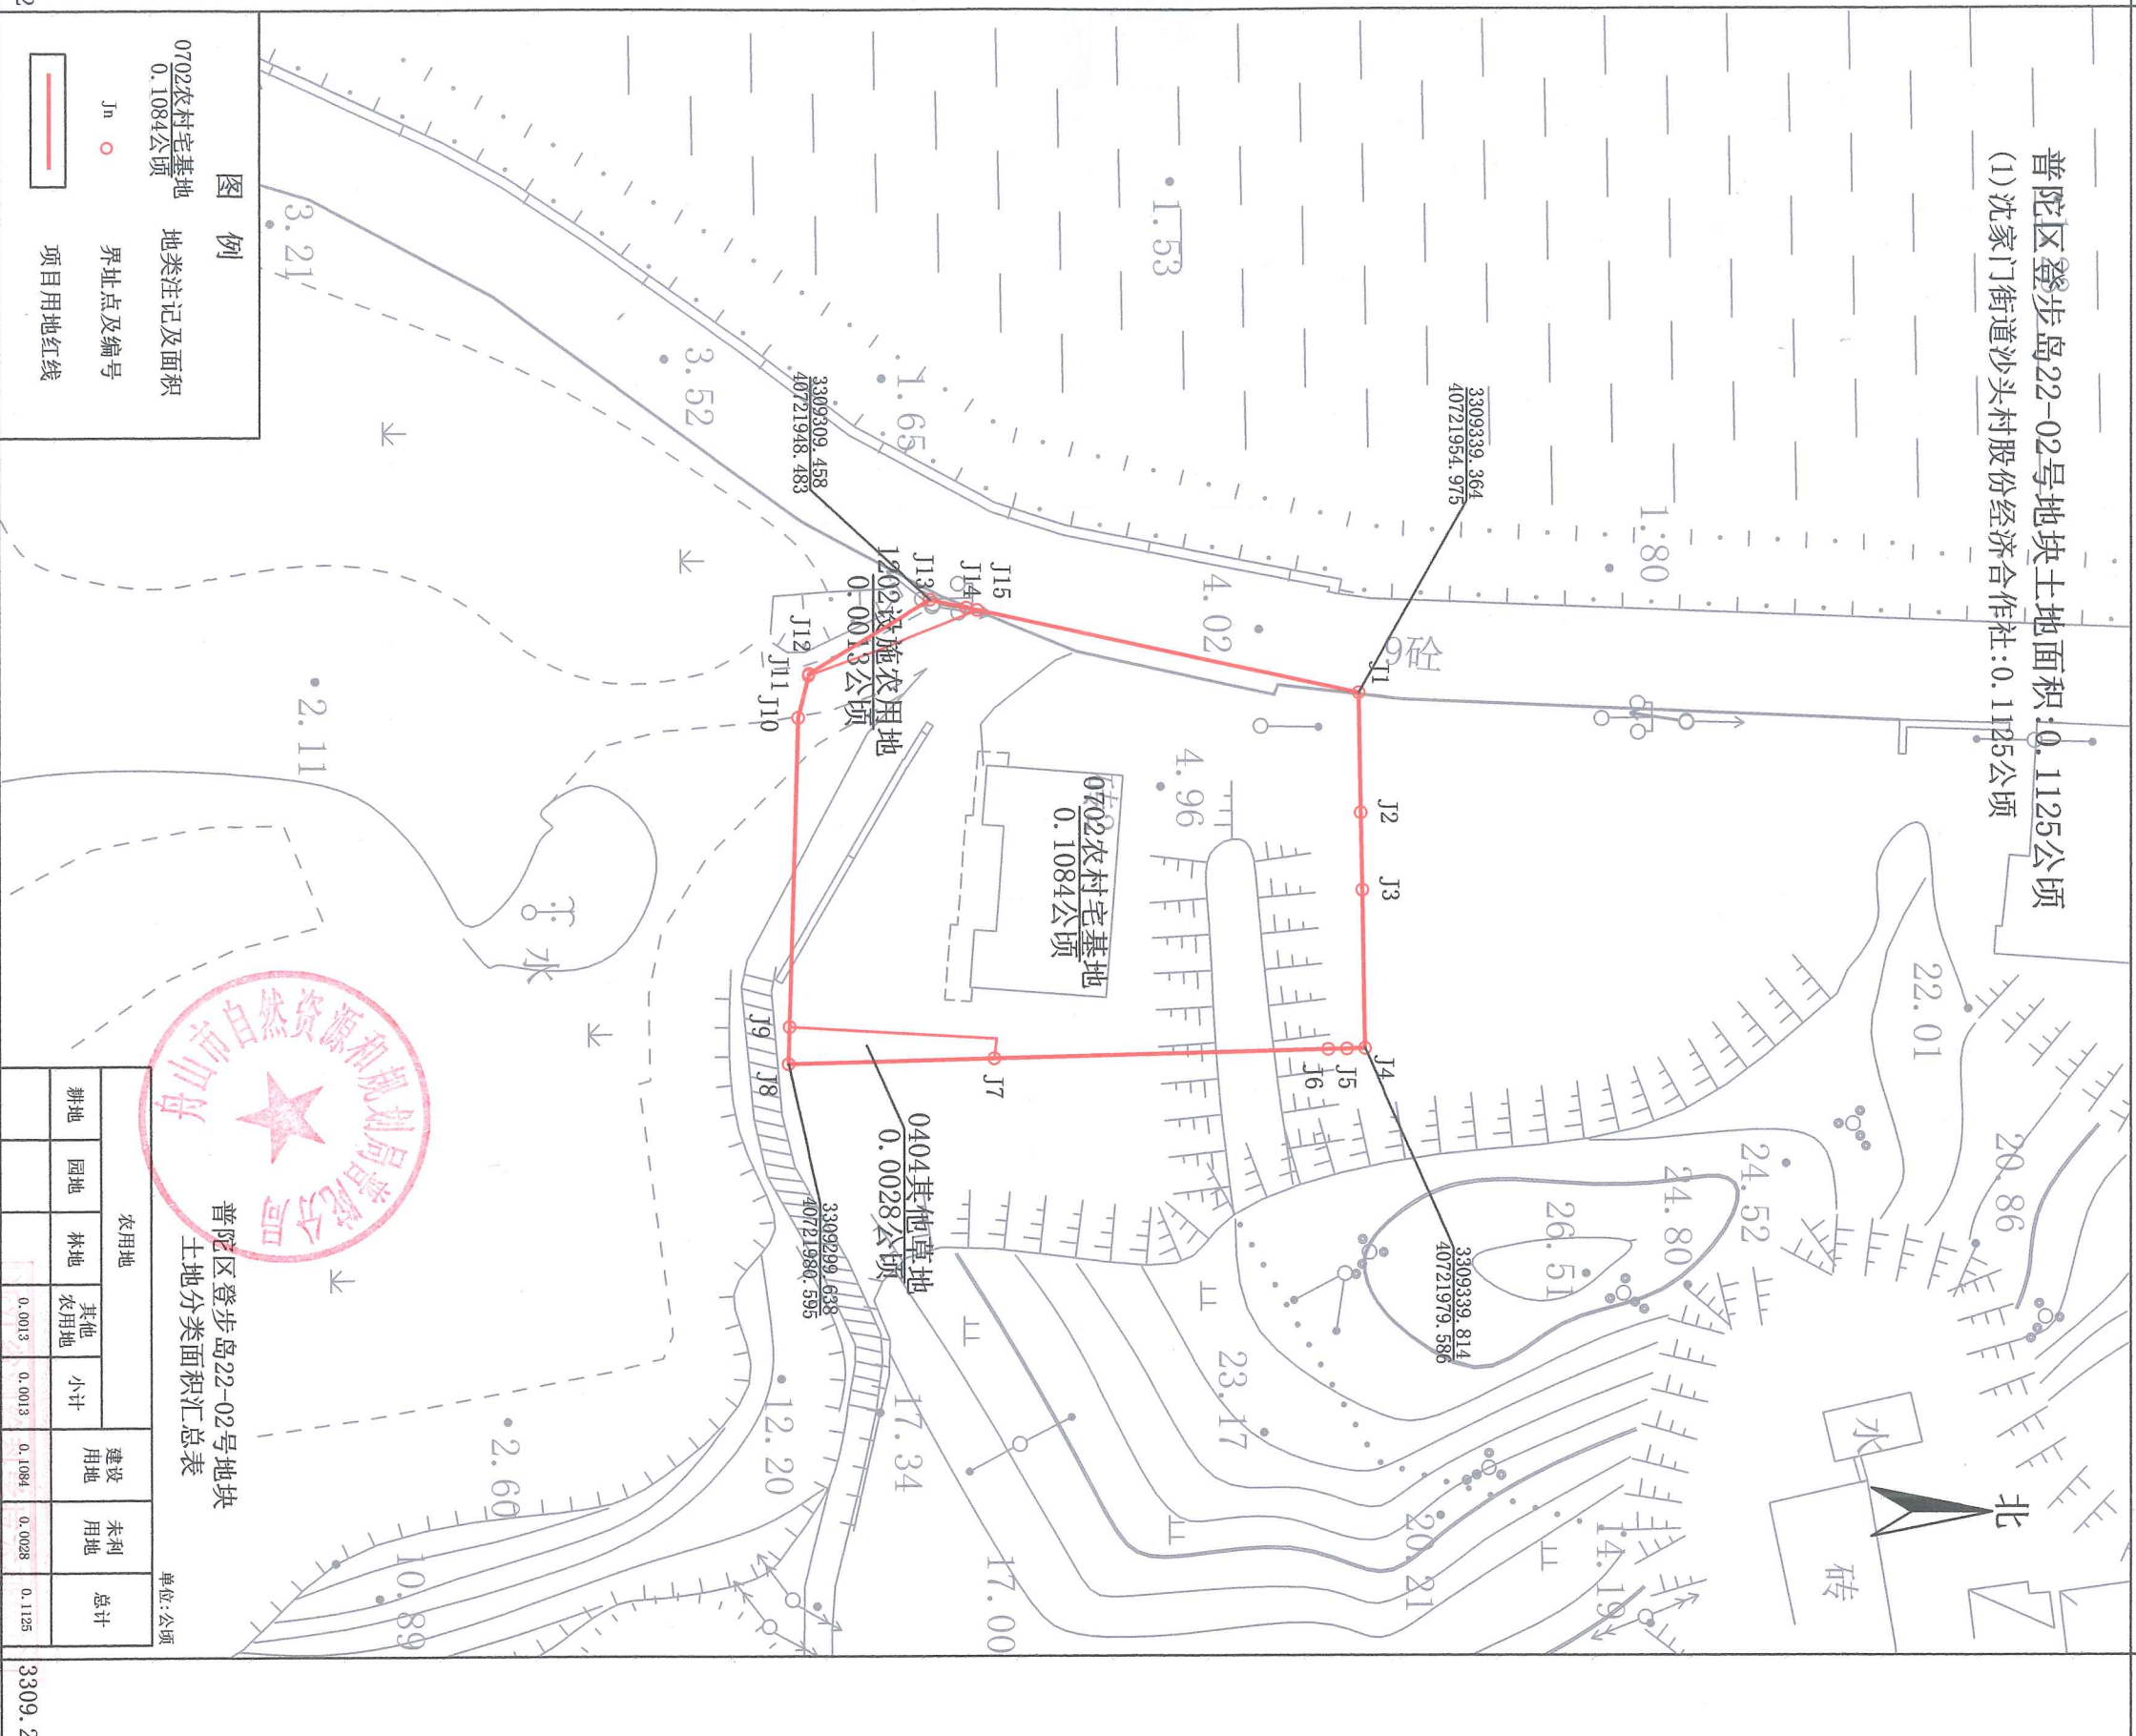 普陀区登步岛22-02号地块土地面积:0.1125公顷
(1)沈家门街道沙头村股份经济合作社:0.1125公顷
北
22.01
20.86
24.52
24.80
26.51
1.80
1.53
1.65
3.52
3.21
4.02
9砼
4.96
23.17
20.21
14.19
17.34
17.00
12.20
10.89
2.60
2.11
水
砖
水
3309339.364
40721954.975
3309339.814
40721979.586
3309309.458
40721948.483
3309299.638
40721980.595
J1
J2
J3
J4
J5
J6
J7
J8
J9
J10
J11
J12
J13
J14
J15
0702农村宅基地
0.1084公顷
1202设施农用地
0.0013公顷
0404其他草地
0.0028公顷
图 例
0702农村宅基地
0.1084公顷
地类注记及面积
Jn
界址点及编号
项目用地红线
舟山市自然资源和规划局普陀分局
普陀区登步岛22-02号地块
土地分类面积汇总表
单位:公顷
农用地
建设用地
未利用地
总计
耕地
园地
林地
其他农用地
小计
0.0013
0.0013
0.1084
0.0028
0.1125